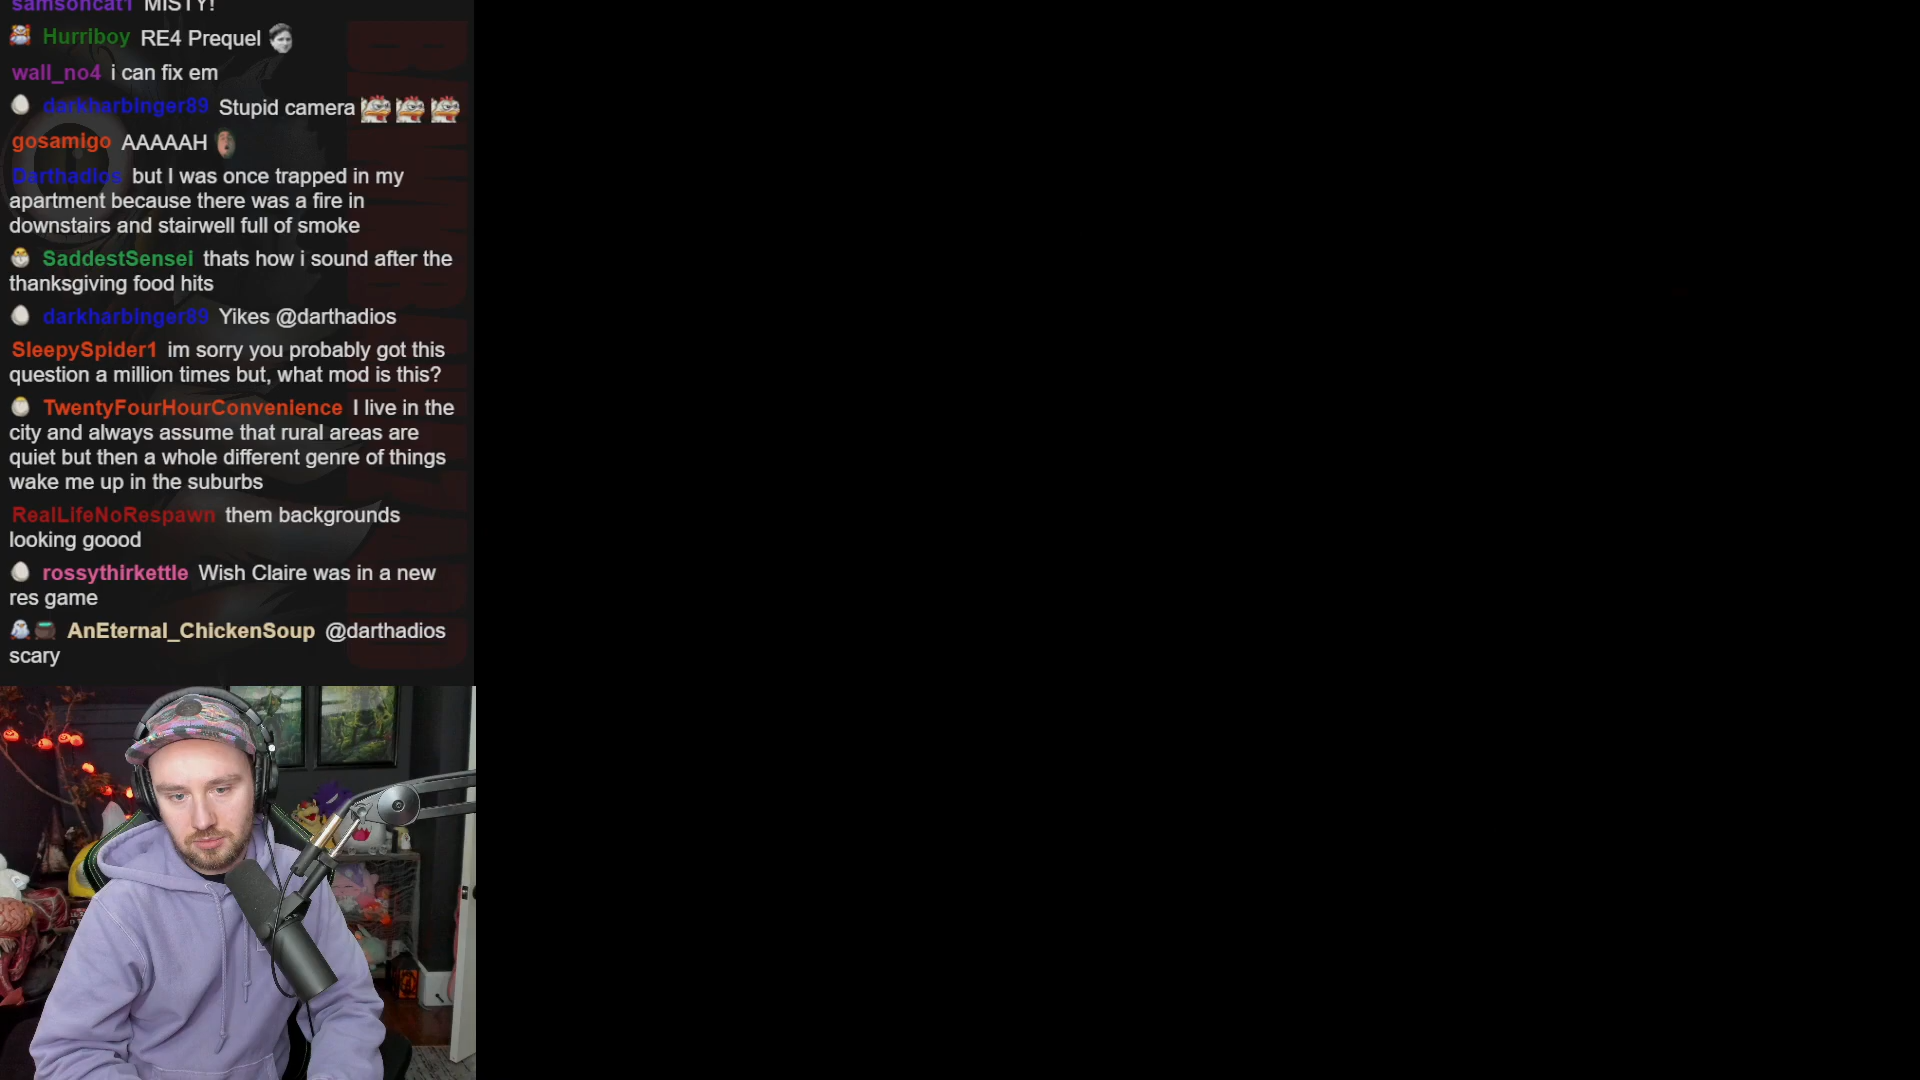 samsoncat1 MISTY!
Hurriboy RE4 Prequel
wall_no4 i can fix em
darkharbInger89 Stupid camera
gosamigo AAAAAH
Darthadios but I was once trapped in my
apartment because there was a fire in
downstairs and stairwell full of smoke
SaddestSensei thats how i sound after the
thanksgiving food hits
darkharbInger89 Yikes @darthadios
SleepySpider1 im sorry you probably got this
question a million times but, what mod is this?
TwentyFourHourConvenience I live in the
city and always assume that rural areas are
quiet but then a whole different genre of things
wake me up in the suburbs
RealLifeNoRespawn them backgrounds
looking goood
rossythirkettle Wish Claire was in a new
res game
AnEternal_ChickenSoup @darthadios
scary